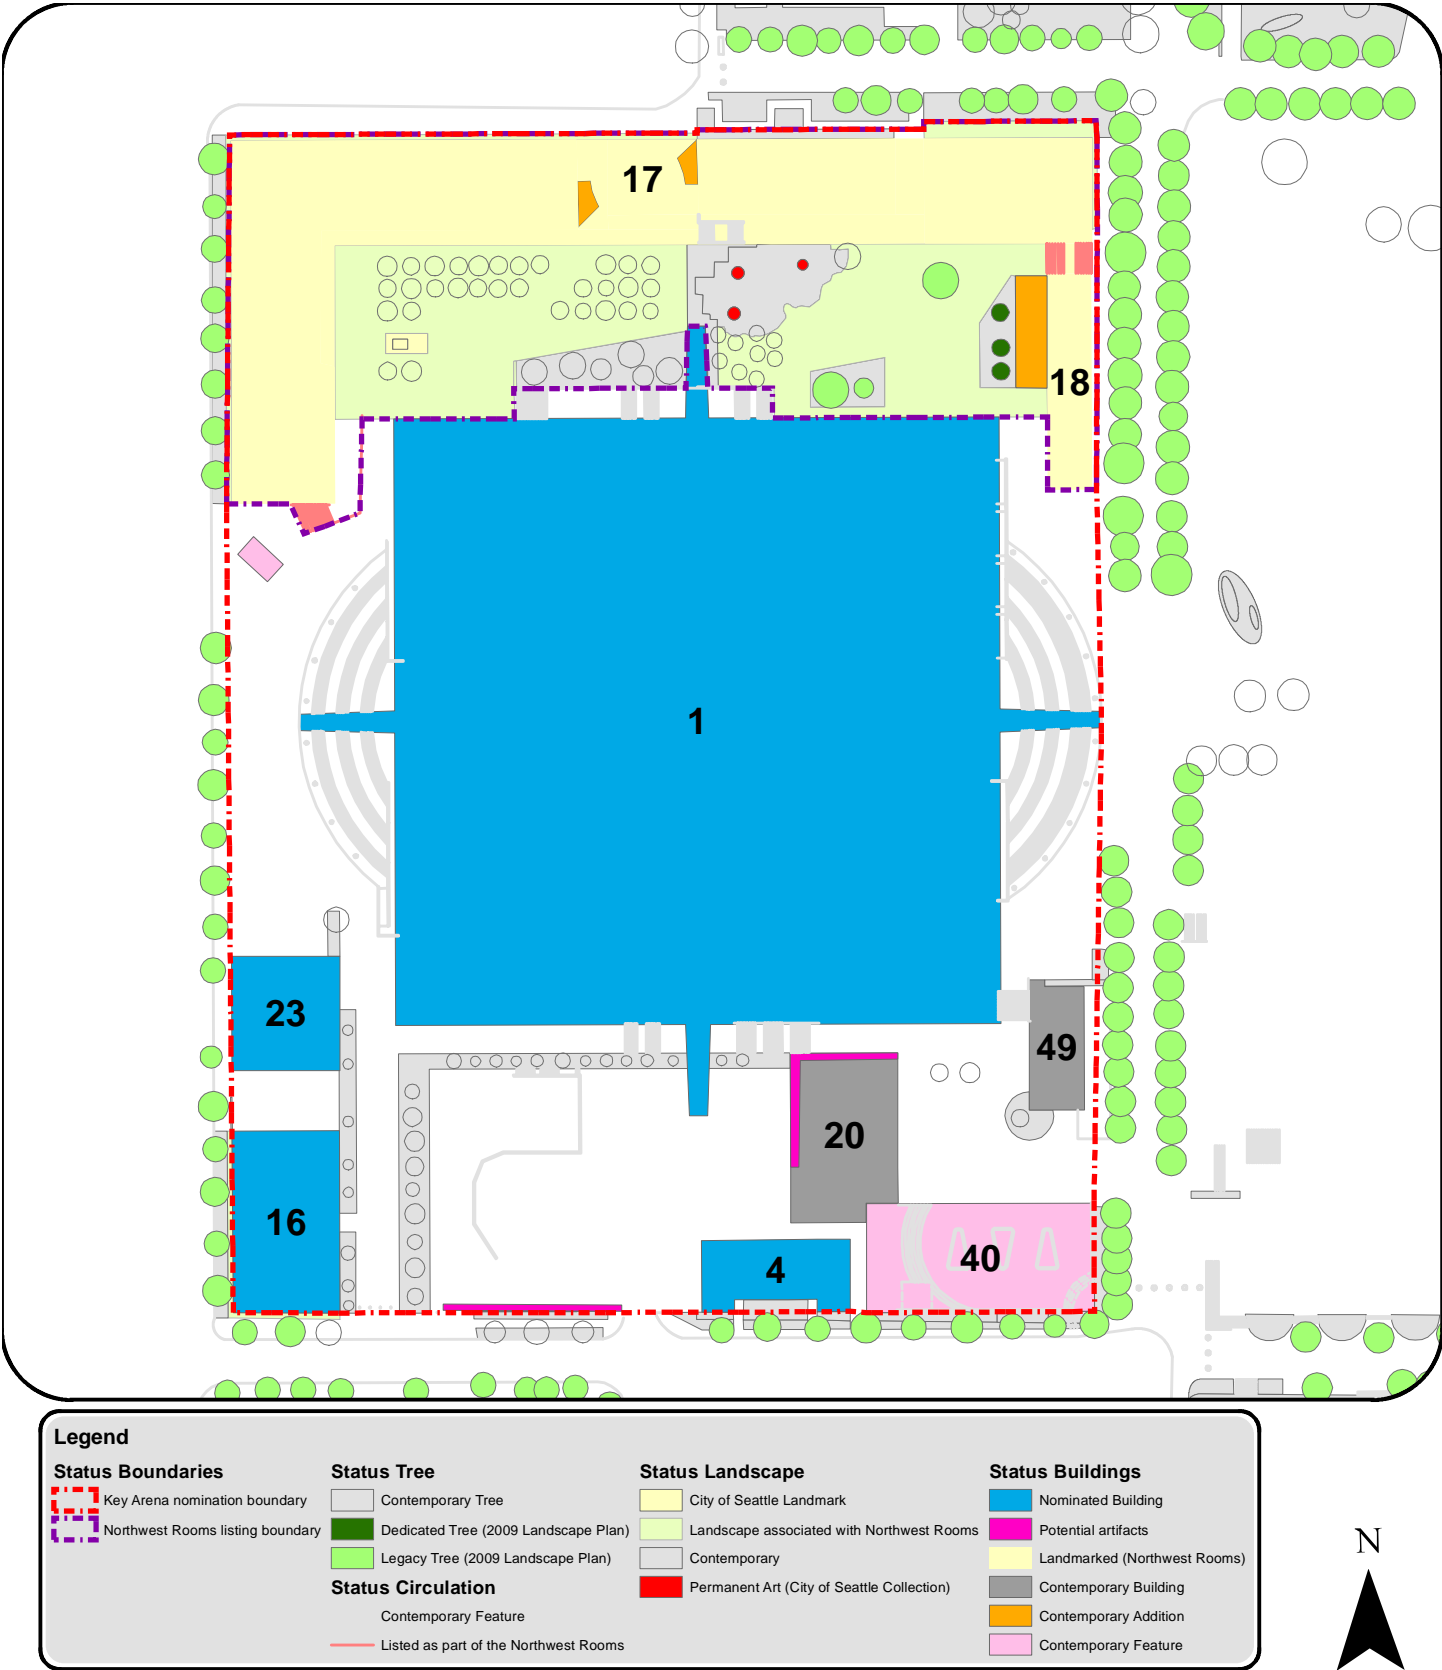 17
18
1
23
49
20
16
4
40
Legend
Status Boundaries
Key Arena nomination boundary
Northwest Rooms listing boundary
Status Tree
Contemporary Tree
Dedicated Tree (2009 Landscape Plan)
Legacy Tree (2009 Landscape Plan)
Status Circulation
Contemporary Feature
Listed as part of the Northwest Rooms
Status Landscape
City of Seattle Landmark
Landscape associated with Northwest Rooms
Contemporary
Permanent Art (City of Seattle Collection)
Status Buildings
Nominated Building
Potential artifacts
Landmarked (Northwest Rooms)
Contemporary Building
Contemporary Addition
Contemporary Feature
N